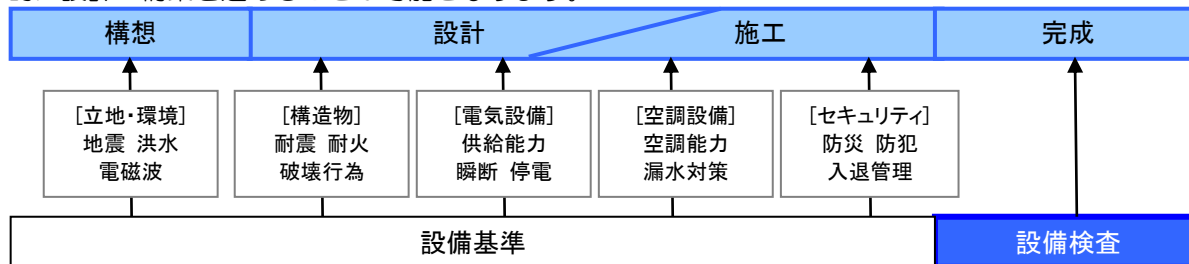 構想 設計 施工 完成
[立地・環境]
地震 洪水
電磁波
[構造物]
耐震 耐火
破壊行為
[電気設備]
供給能力
瞬断 停電
[空調設備]
空調能力
漏水対策
[セキュリティ]
防災 防犯
入退管理
設備基準 設備検査